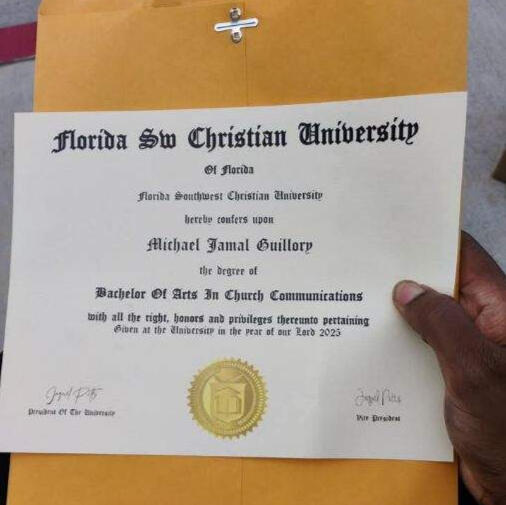 Florida Sw Christian University
Of Florida
Florida Southwest Christian University
hereby confers upon
Michael Jamal Guillory
the degree of
Bachelor Of Arts In Church Communications
with all the right, honors and privileges thereunto pertaining
Given at the University in the year of our Lord 2025
President Of The University
Vice President